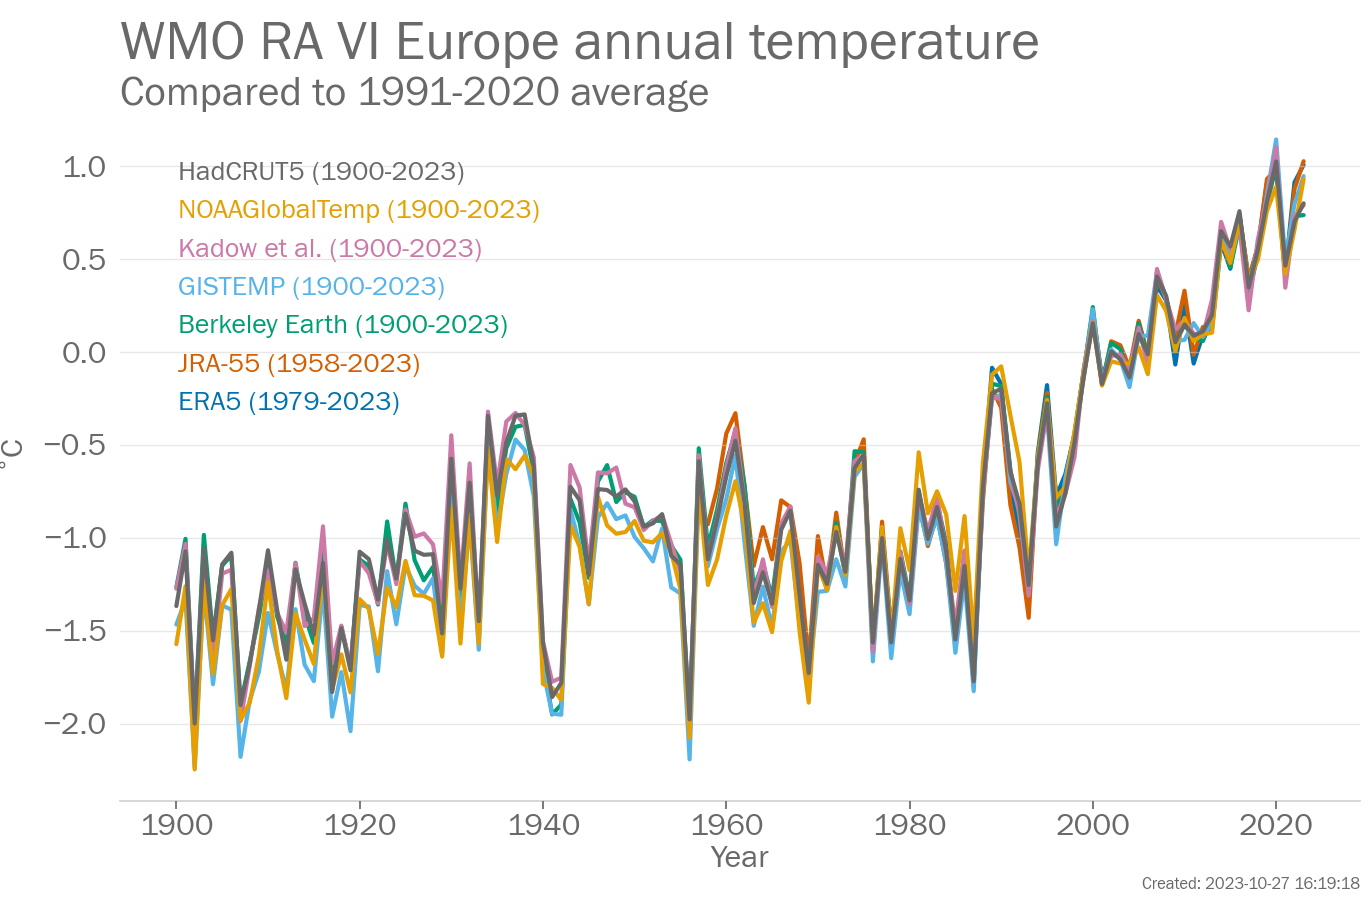 WMO RA VI Europe annual temperature
Compared to 1991-2020 average
HadCRUT5 (1900-2023)
NOAAGlobalTemp (1900-2023)
Kadow et al. (1900-2023)
GISTEMP (1900-2023)
Berkeley Earth (1900-2023)
JRA-55 (1958-2023)
ERA5 (1979-2023)
1.0
0.5
0.0
−0.5
−1.0
−1.5
−2.0
°C
1900 1920 1940 1960 1980 2000 2020
Year
Created: 2023-10-27 16:19:18